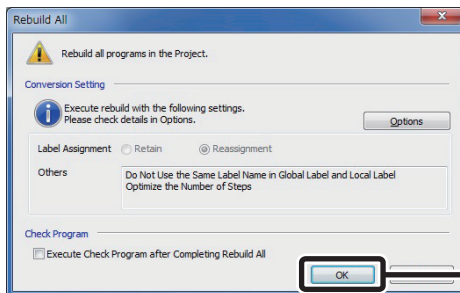 Rebuild All
Rebuild all programs in the Project.
Conversion Setting
Execute rebuild with the following settings.
Please check details in Options.
Options
Label Assignment Retain Reassignment
Others Do Not Use the Same Label Name in Global Label and Local Label
Optimize the Number of Steps
Check Program
Execute Check Program after Completing Rebuild All
OK